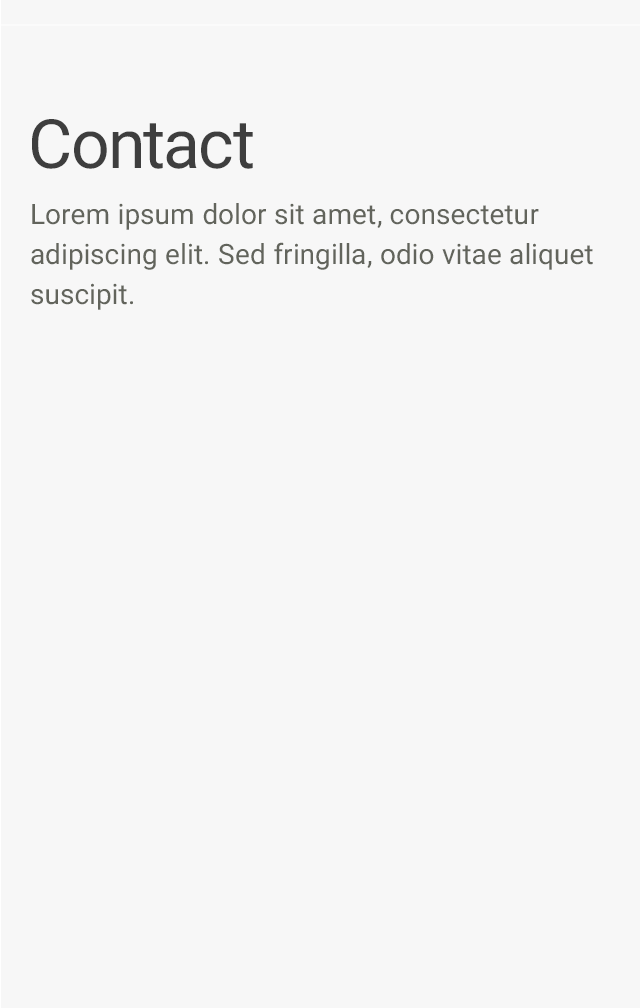 Contact
Lorem ipsum dolor sit amet, consectetur
adipiscing elit. Sed fringilla, odio vitae aliquet
suscipit.